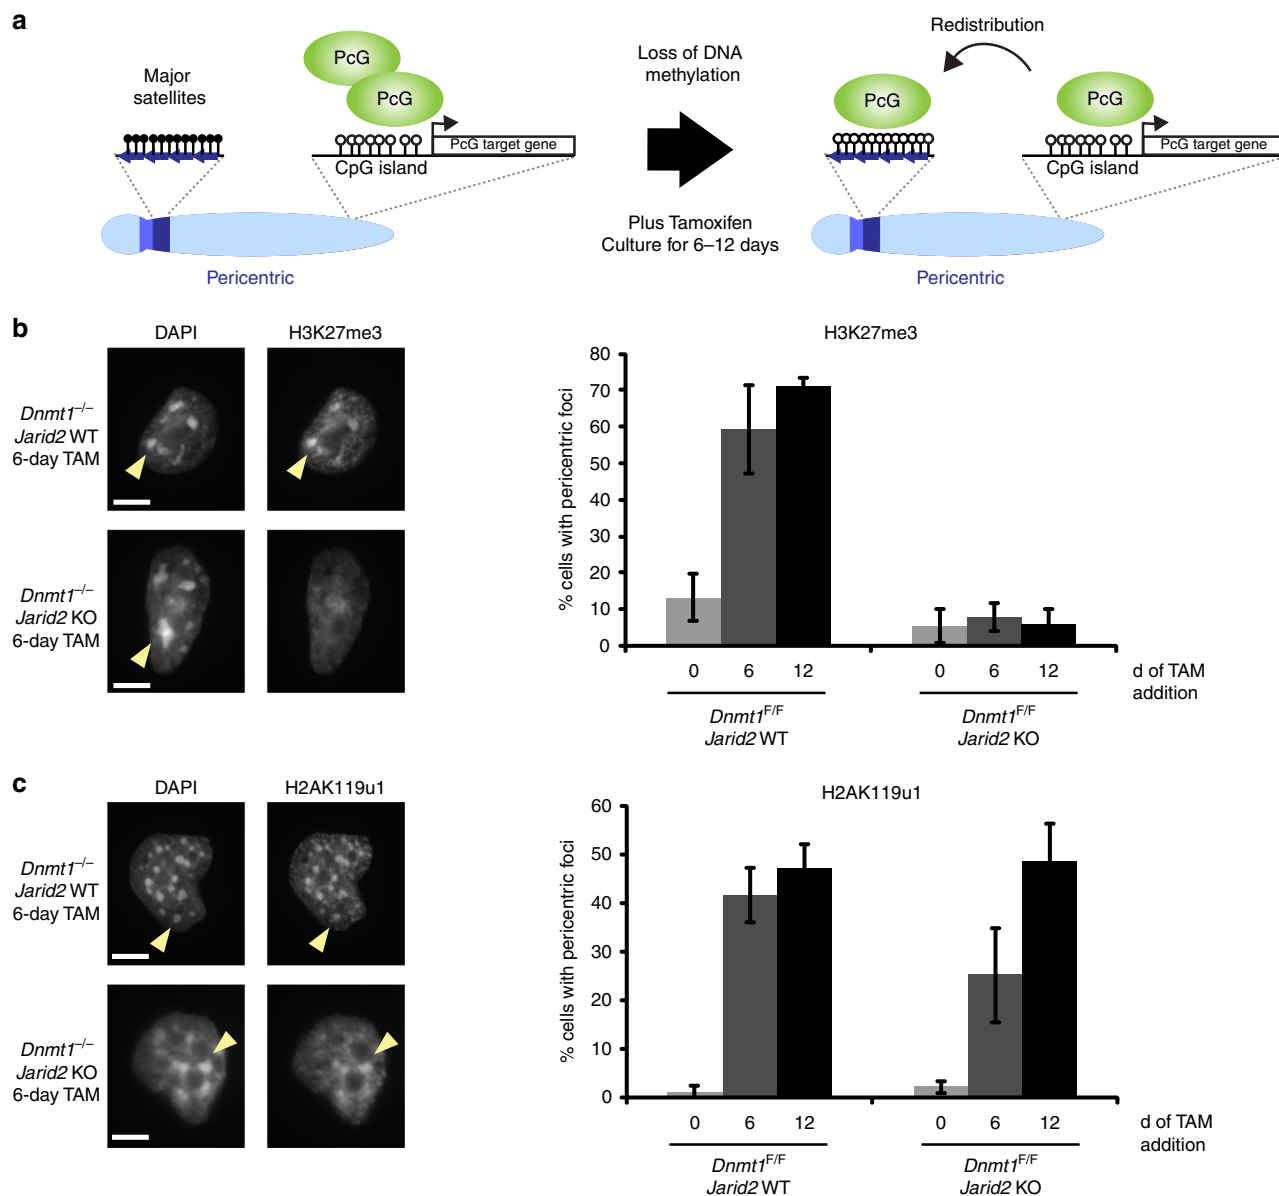 a
Major
satellites
PcG
PcG
PcG target gene
CpG island
Pericentric
Loss of DNA
methylation
Plus Tamoxifen
Culture for 6–12 days
Redistribution
PcG
PcG
PcG target gene
CpG island
Pericentric
b
DAPI
H3K27me3
Dnmt1–/–
Jarid2 WT
6-day TAM
Dnmt1–/–
Jarid2 KO
6-day TAM
H3K27me3
% cells with pericentric foci
80
70
60
50
40
30
20
10
0
0 6 12 0 6 12
d of TAM
addition
Dnmt1F/F
Jarid2 WT
Dnmt1F/F
Jarid2 KO
c
DAPI
H2AK119u1
Dnmt1–/–
Jarid2 WT
6-day TAM
Dnmt1–/–
Jarid2 KO
6-day TAM
H2AK119u1
% cells with pericentric foci
60
50
40
30
20
10
0
0 6 12 0 6 12
d of TAM
addition
Dnmt1F/F
Jarid2 WT
Dnmt1F/F
Jarid2 KO